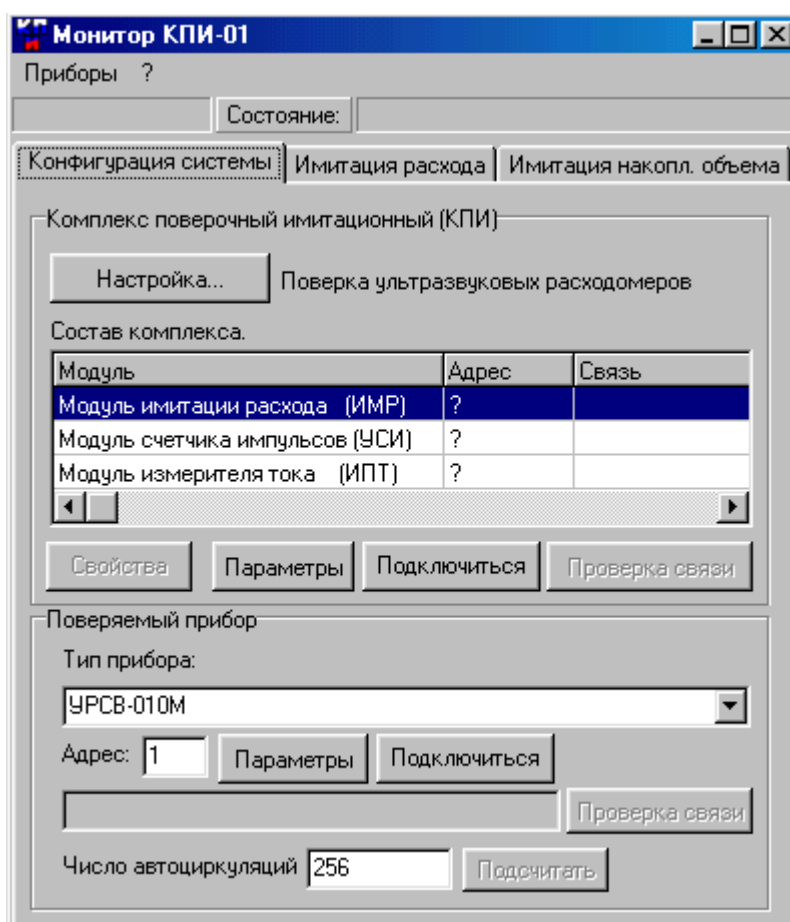 КП И Монитор КПИ-01
Приборы ?
Состояние:
Конфигурация системы Имитация расхода Имитация накопл. объема
Комплекс поверочный имитационный (КПИ)
Настройка... Поверка ультразвуковых расходомеров
Состав комплекса.
Модуль Адрес Связь
Модуль имитации расхода (ИМР) ?
Модуль счетчика импульсов (УСИ) ?
Модуль измерителя тока (ИПТ) ?
Свойства Параметры Подключиться Проверка связи
Поверяемый прибор
Тип прибора:
УРСВ-010М
Адрес: 1 Параметры Подключиться
Проверка связи
Число автоциркуляций 256 Подсчитать